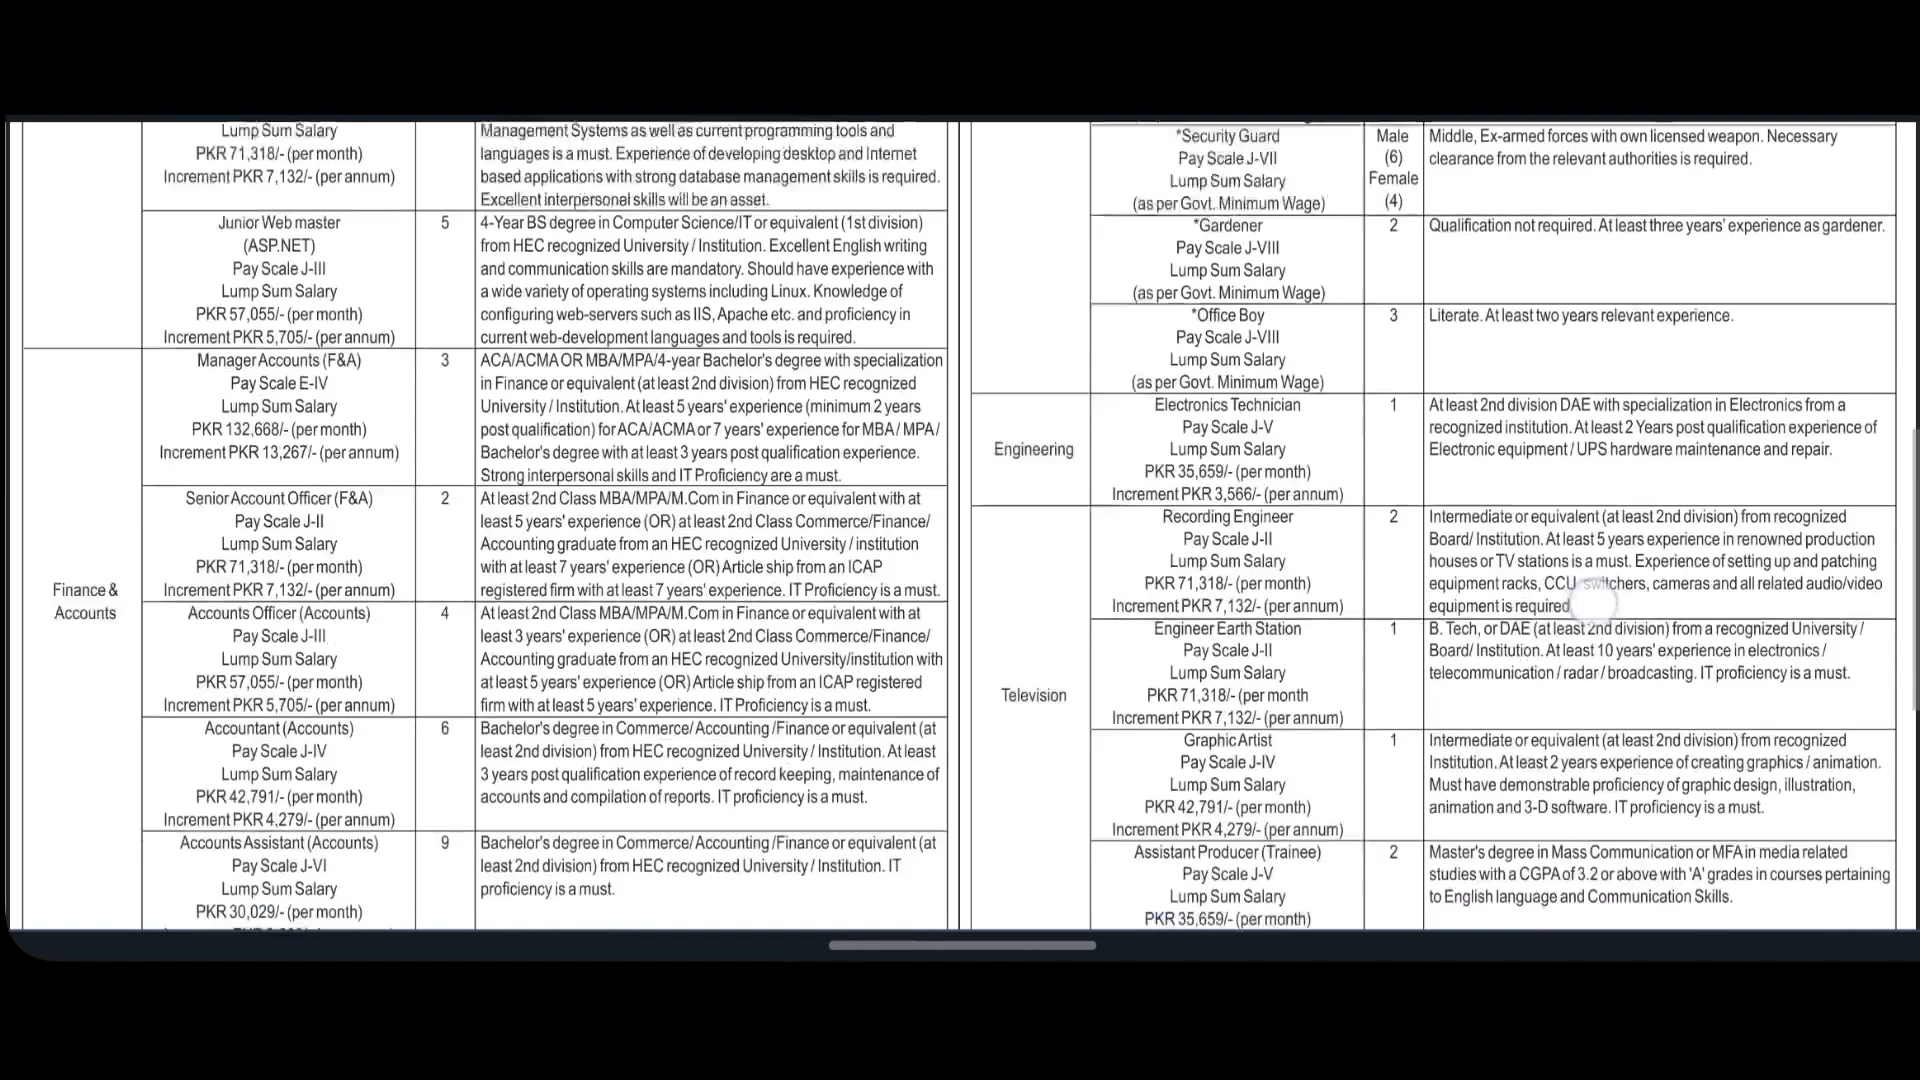 Lump Sum Salary
PKR 71,318/- (per month)
Increment PKR 7,132/- (per annum)
Management Systems as well as current programming tools and
languages is a must. Experience of developing desktop and Internet
based applications with strong database management skills is required.
Excellent interpersonal skills will be an asset.
Junior Web master
(ASP.NET)
Pay Scale J-III
Lump Sum Salary
PKR 57,055/- (per month)
Increment PKR 5,705/- (per annum)
5
4-Year BS degree in Computer Science/IT or equivalent (1st division)
from HEC recognized University / Institution. Excellent English writing
and communication skills are mandatory. Should have experience with
a wide variety of operating systems including Linux. Knowledge of
configuring web-servers such as IIS, Apache etc. and proficiency in
current web-development languages and tools is required.
Finance &
Accounts
Manager Accounts (F&A)
Pay Scale E-IV
Lump Sum Salary
PKR 132,668/- (per month)
Increment PKR 13,267/- (per annum)
3
ACA/ACMA OR MBA/MPA/4-year Bachelor's degree with specialization
in Finance or equivalent (at least 2nd division) from HEC recognized
University / Institution. At least 5 years' experience (minimum 2 years
post qualification) for ACA/ACMA or 7 years' experience for MBA / MPA /
Bachelor's degree with at least 3 years post qualification experience.
Strong interpersonal skills and IT Proficiency are a must.
Senior Account Officer (F&A)
Pay Scale J-II
Lump Sum Salary
PKR 71,318/- (per month)
Increment PKR 7,132/- (per annum)
2
At least 2nd Class MBA/MPA/M.Com in Finance or equivalent with at
least 5 years' experience (OR) at least 2nd Class Commerce/Finance/
Accounting graduate from an HEC recognized University / institution
with at least 7 years' experience (OR) Article ship from an ICAP
registered firm with at least 7 years' experience. IT Proficiency is a must.
Accounts Officer (Accounts)
Pay Scale J-III
Lump Sum Salary
PKR 57,055/- (per month)
Increment PKR 5,705/- (per annum)
4
At least 2nd Class MBA/MPA/M.Com in Finance or equivalent with at
least 3 years' experience (OR) at least 2nd Class Commerce/Finance/
Accounting graduate from an HEC recognized University/institution with
at least 5 years' experience (OR) Article ship from an ICAP registered
firm with at least 5 years' experience. IT Proficiency is a must.
Accountant (Accounts)
Pay Scale J-IV
Lump Sum Salary
PKR 42,791/- (per month)
Increment PKR 4,279/- (per annum)
6
Bachelor's degree in Commerce/ Accounting /Finance or equivalent (at
least 2nd division) from HEC recognized University / Institution. At least
3 years post qualification experience of record keeping, maintenance of
accounts and compilation of reports. IT proficiency is a must.
Accounts Assistant (Accounts)
Pay Scale J-VI
Lump Sum Salary
PKR 30,029/- (per month)
9
Bachelor's degree in Commerce/ Accounting /Finance or equivalent (at
least 2nd division) from HEC recognized University / Institution. IT
proficiency is a must.
*Security Guard
Pay Scale J-VII
Lump Sum Salary
(as per Govt. Minimum Wage)
Male
(6)
Female
(4)
Middle, Ex-armed forces with own licensed weapon. Necessary
clearance from the relevant authorities is required.
*Gardener
Pay Scale J-VIII
Lump Sum Salary
(as per Govt. Minimum Wage)
2
Qualification not required. At least three years' experience as gardener.
*Office Boy
Pay Scale J-VIII
Lump Sum Salary
(as per Govt. Minimum Wage)
3
Literate. At least two years relevant experience.
Engineering
Electronics Technician
Pay Scale J-V
Lump Sum Salary
PKR 35,659/- (per month)
Increment PKR 3,566/- (per annum)
1
At least 2nd division DAE with specialization in Electronics from a
recognized institution. At least 2 Years post qualification experience of
Electronic equipment / UPS hardware maintenance and repair.
Television
Recording Engineer
Pay Scale J-II
Lump Sum Salary
PKR 71,318/- (per month)
Increment PKR 7,132/- (per annum)
2
Intermediate or equivalent (at least 2nd division) from recognized
Board/ Institution. At least 5 years experience in renowned production
houses or TV stations is a must. Experience of setting up and patching
equipment racks, CCU, switchers, cameras and all related audio/video
equipment is required
Engineer Earth Station
Pay Scale J-II
Lump Sum Salary
PKR 71,318/- (per month
Increment PKR 7,132/- (per annum)
1
B. Tech, or DAE (at least 2nd division) from a recognized University /
Board/ Institution. At least 10 years' experience in electronics /
telecommunication / radar / broadcasting. IT proficiency is a must.
Graphic Artist
Pay Scale J-IV
Lump Sum Salary
PKR 42,791/- (per month)
Increment PKR 4,279/- (per annum)
1
Intermediate or equivalent (at least 2nd division) from recognized
Institution. At least 2 years experience of creating graphics / animation.
Must have demonstrable proficiency of graphic design, illustration,
animation and 3-D software. IT proficiency is a must.
Assistant Producer (Trainee)
Pay Scale J-V
Lump Sum Salary
PKR 35,659/- (per month)
2
Master's degree in Mass Communication or MFA in media related
studies with a CGPA of 3.2 or above with 'A' grades in courses pertaining
to English language and Communication Skills.